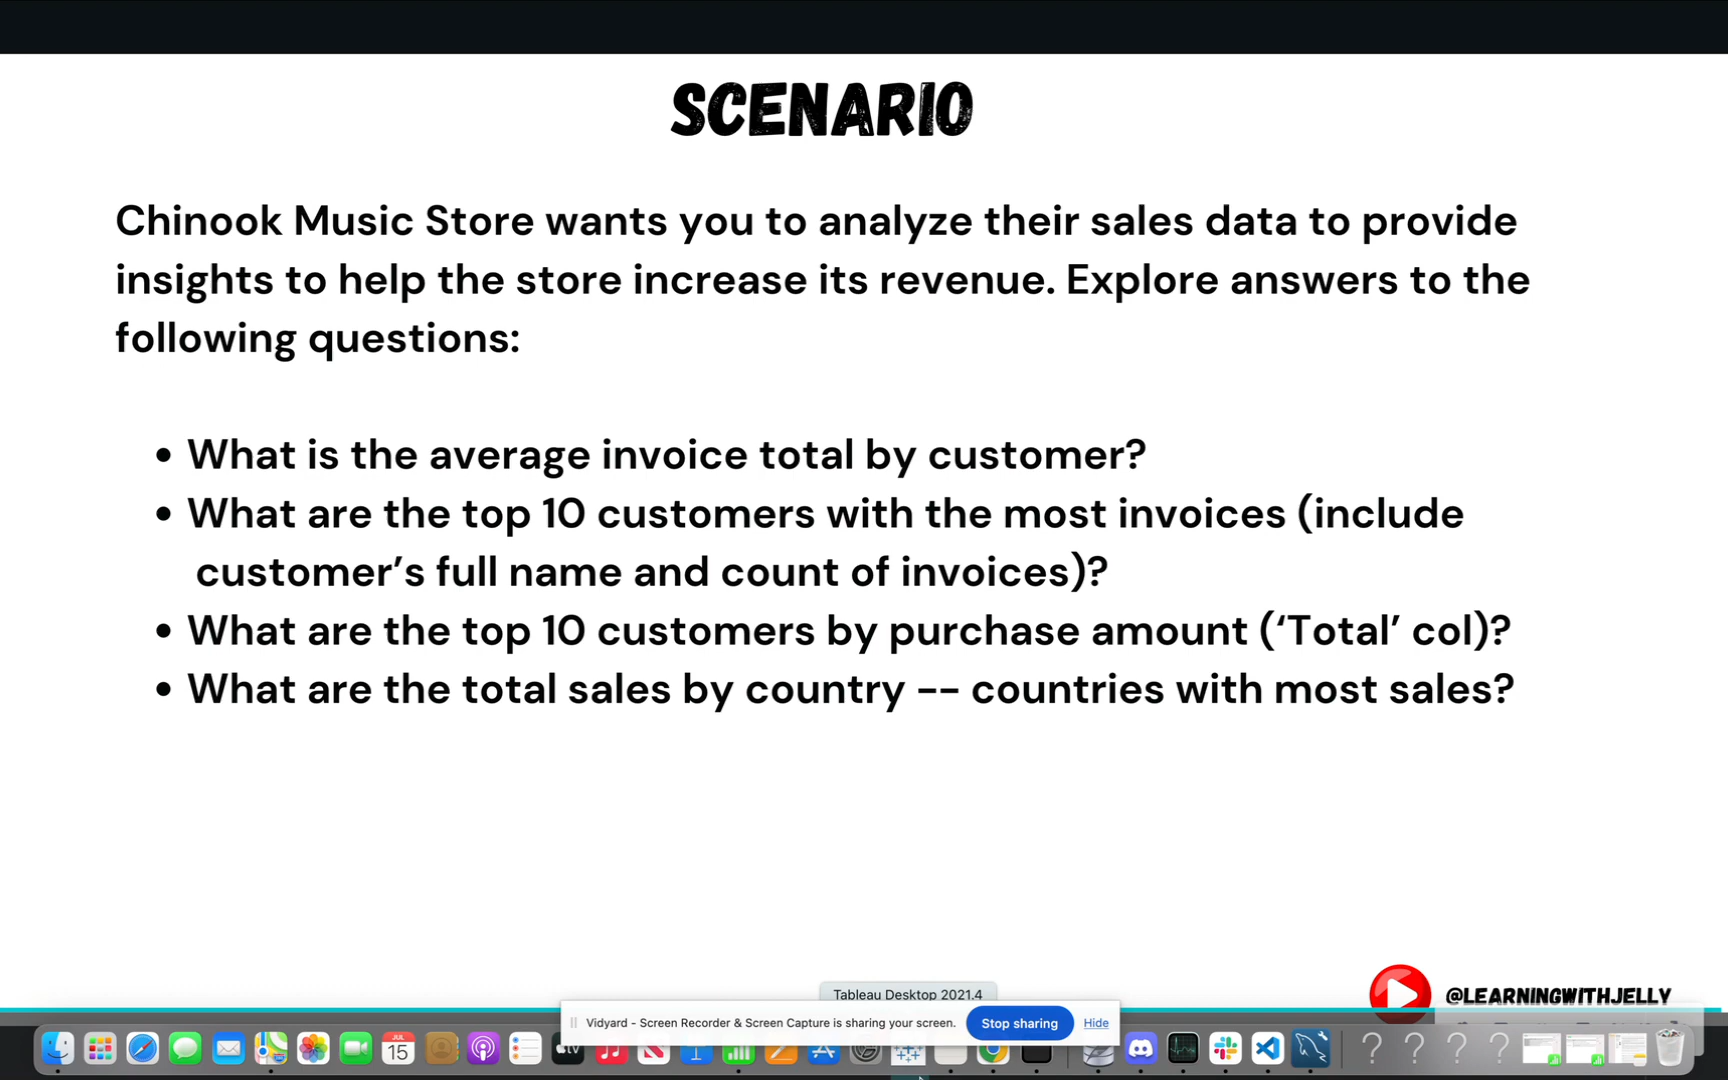 SCENARIO
Chinook Music Store wants you to analyze their sales data to provide
insights to help the store increase its revenue. Explore answers to the
following questions:
• What is the average invoice total by customer?
• What are the top 10 customers with the most invoices (include
customer’s full name and count of invoices)?
• What are the top 10 customers by purchase amount (‘Total’ col)?
• What are the total sales by country -- countries with most sales?
@LEARNINGWITHJELLY
Tableau Desktop 2021.4
Vidyard - Screen Recorder & Screen Capture is sharing your screen.
Stop sharing
Hide
JUL
15
tv
? ? ? ?